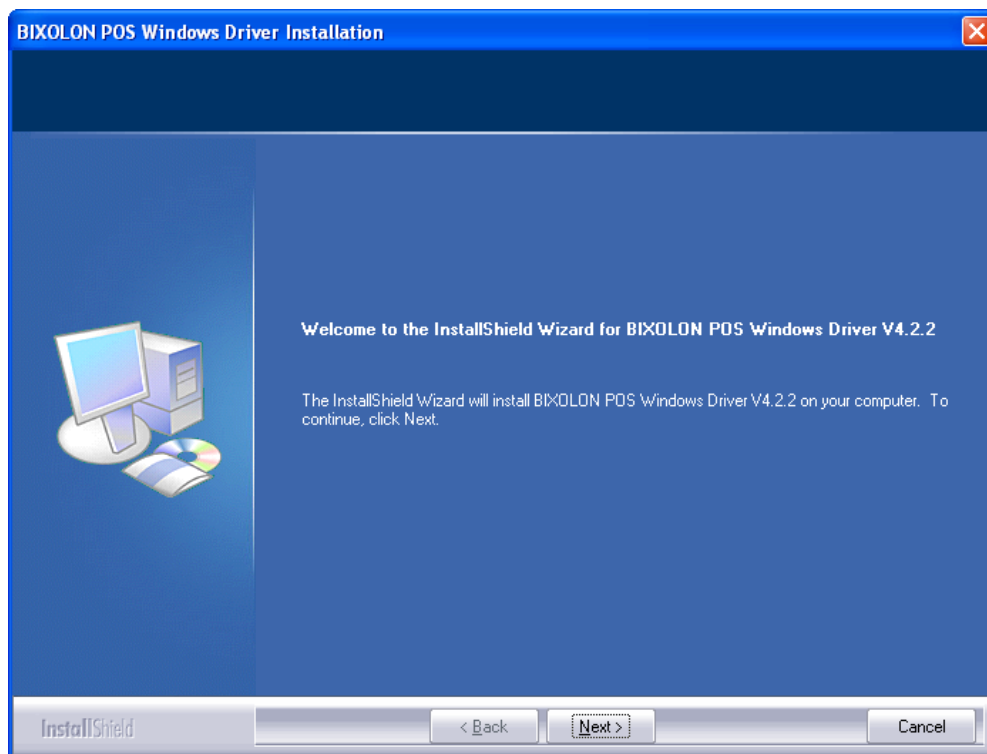 BIXOLON POS Windows Driver Installation
Welcome to the InstallShield Wizard for BIXOLON POS Windows Driver V4.2.2
The InstallShield Wizard will install BIXOLON POS Windows Driver V4.2.2 on your computer. To
continue, click Next.
InstallShield
< Back
Next >
Cancel